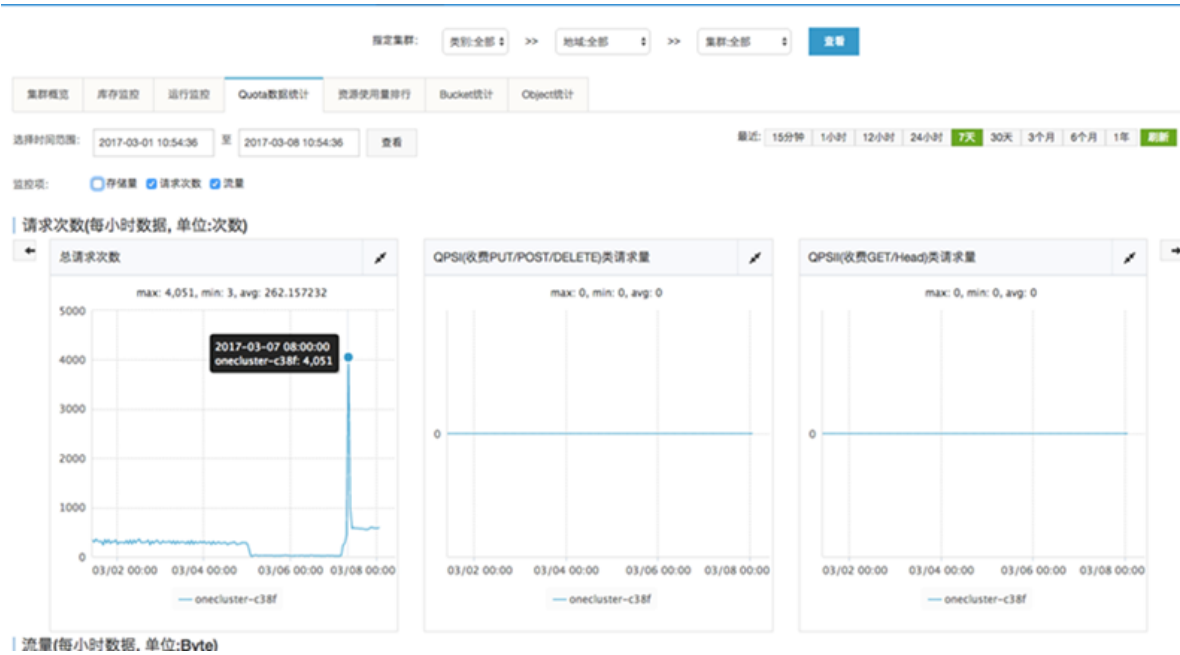 指定集群: 类别:全部 >> 地域:全部 >> 集群:全部 查看
集群概览 库存监控 运行监控 Quota数据统计 资源使用量排行 Bucket统计 Object统计
选择时间范围: 2017-03-01 10:54:36 至 2017-03-08 10:54:36 查看 最近: 15分钟 1小时 12小时 24小时 7天 30天 3个月 6个月 1年 刷新
监控项: 存储量 请求次数 流量
请求次数(每小时数据, 单位:次数)
总请求次数
max: 4,051, min: 3, avg: 262.157232
5000
4000
3000
2000
1000
0
2017-03-07 08:00:00
onecluster-c38f: 4,051
03/02 00:00 03/04 00:00 03/06 00:00 03/08 00:00
onecluster-c38f
QPSI(收费PUT/POST/DELETE)类请求量
max: 0, min: 0, avg: 0
0
03/02 00:00 03/04 00:00 03/06 00:00 03/08 00:00
onecluster-c38f
QPSII(收费GET/Head)类请求量
max: 0, min: 0, avg: 0
0
03/02 00:00 03/04 00:00 03/06 00:00 03/08 00:00
onecluster-c38f
流量(每小时数据, 单位:Byte)